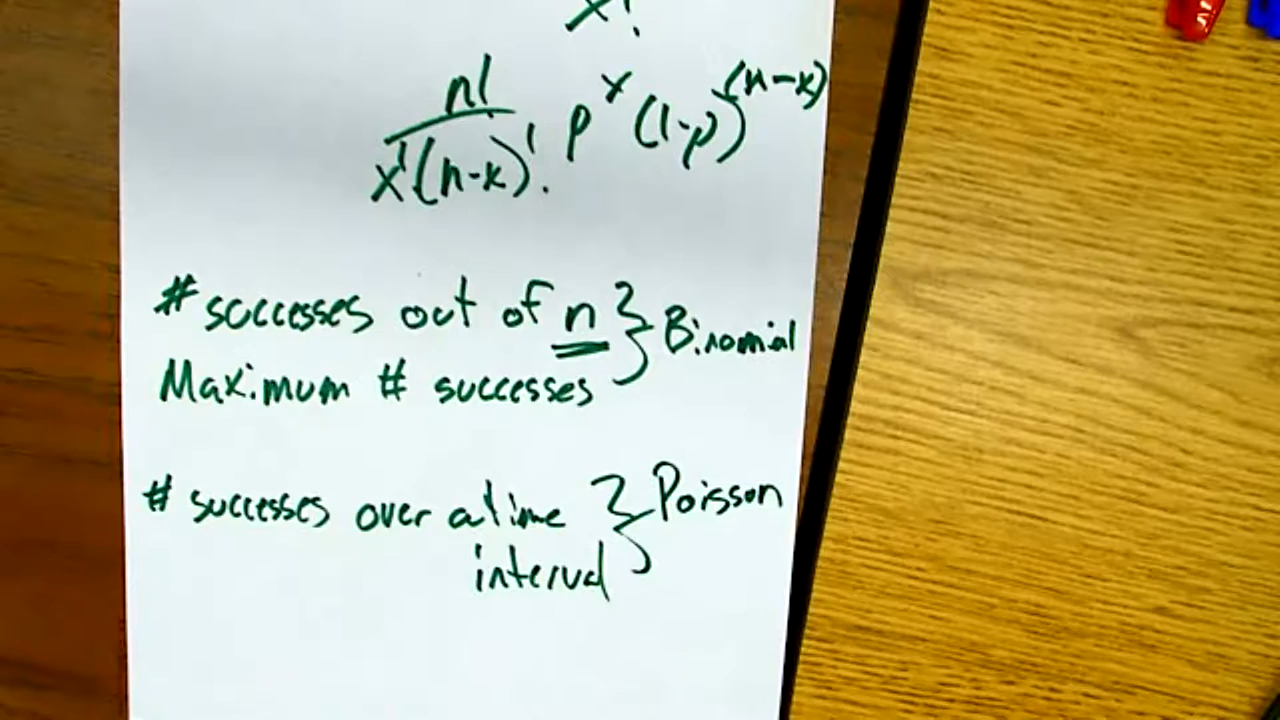 x!
n!
x!(n-x)! p^x (1-p)^(n-x)
# successes out of n } Binomial
Maximum # successes
# successes over a time } Poisson
interval